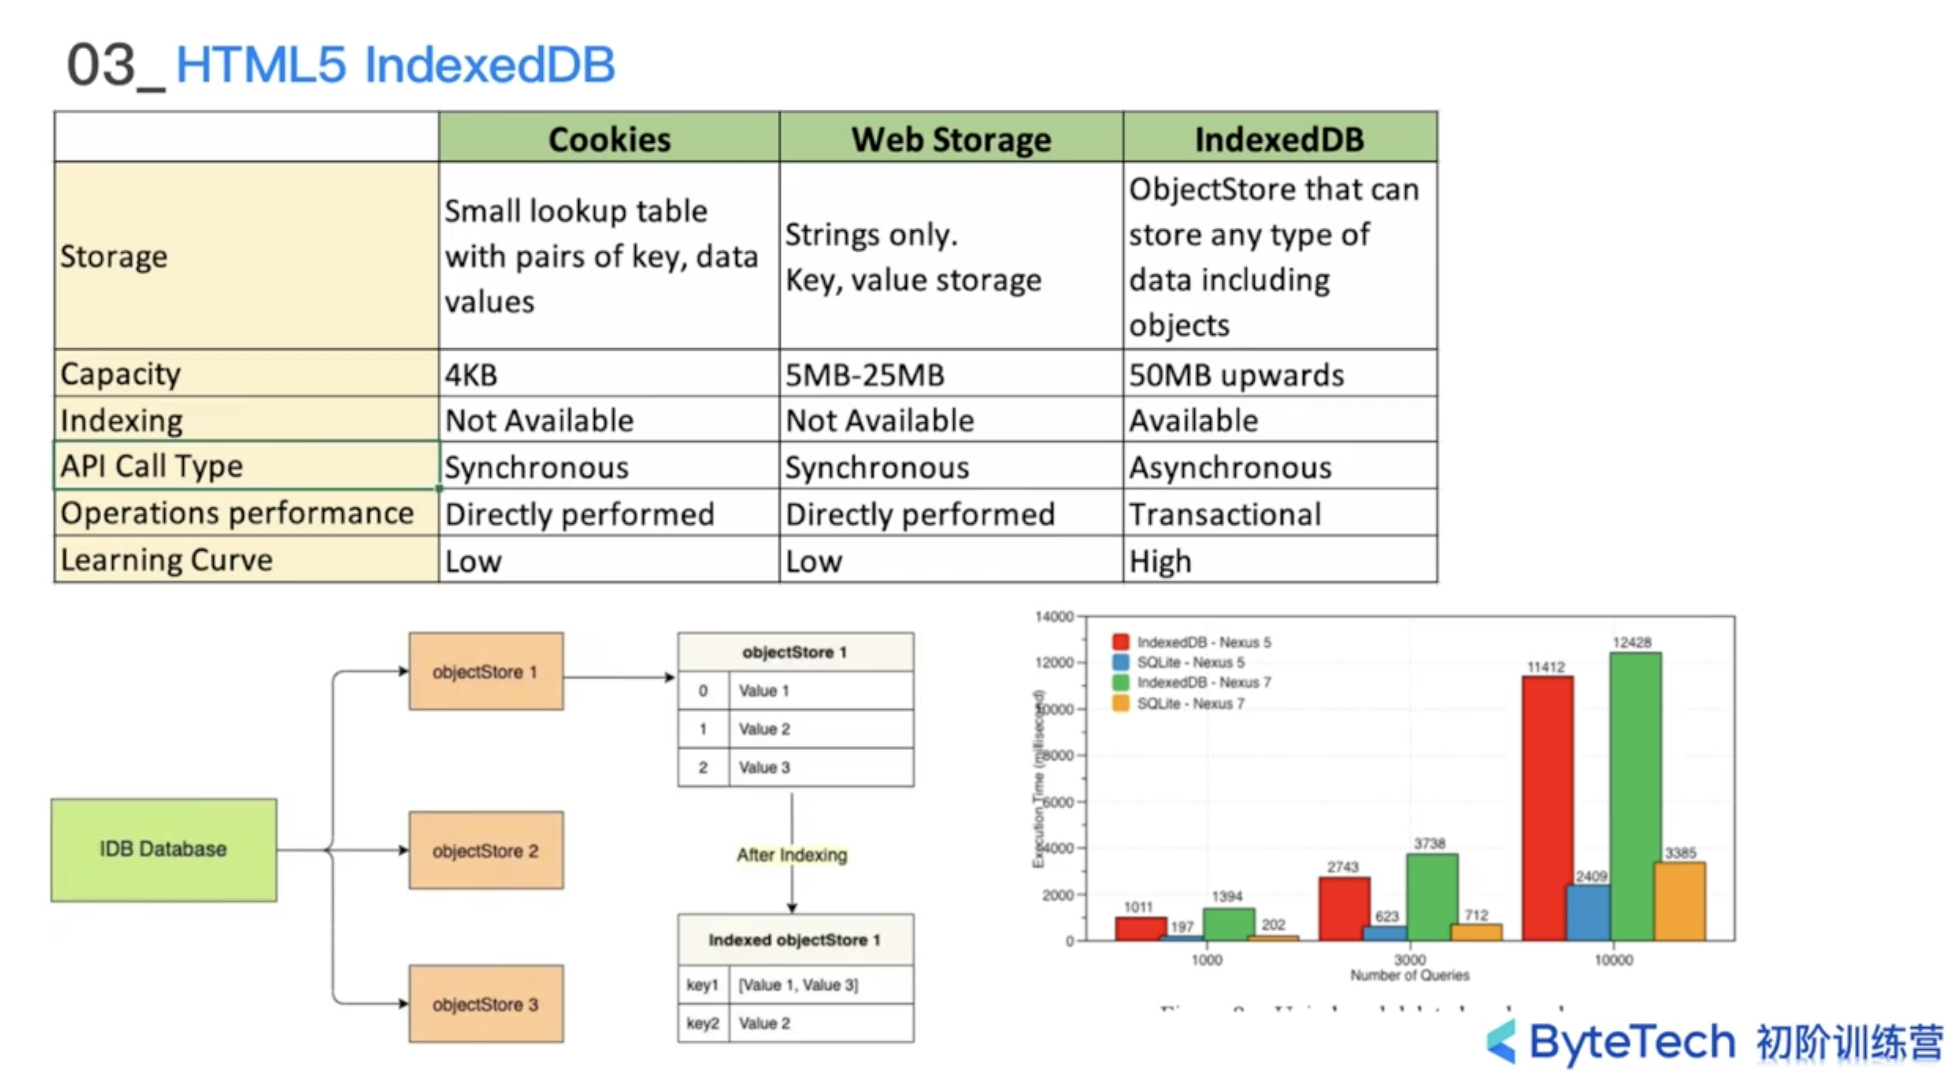 03_ HTML5 IndexedDB
Cookies Web Storage IndexedDB
Storage
Small lookup table
with pairs of key, data
values
Strings only.
Key, value storage
ObjectStore that can
store any type of
data including
objects
Capacity 4KB 5MB-25MB 50MB upwards
Indexing Not Available Not Available Available
API Call Type Synchronous Synchronous Asynchronous
Operations performance Directly performed Directly performed Transactional
Learning Curve Low Low High
IDB Database
objectStore 1
objectStore 2
objectStore 3
objectStore 1
0 Value 1
1 Value 2
2 Value 3
After Indexing
Indexed objectStore 1
key1 [Value 1, Value 3]
key2 Value 2
IndexedDB - Nexus 5
SQLite - Nexus 5
IndexedDB - Nexus 7
SQLite - Nexus 7
Execution Time (millisecond)
14000
12000
10000
8000
6000
4000
2000
0
1011 197 1394 202
2743 623 3738 712
11412 2409 12428 3385
1000 3000 10000
Number of Queries
ByteTech 初阶训练营